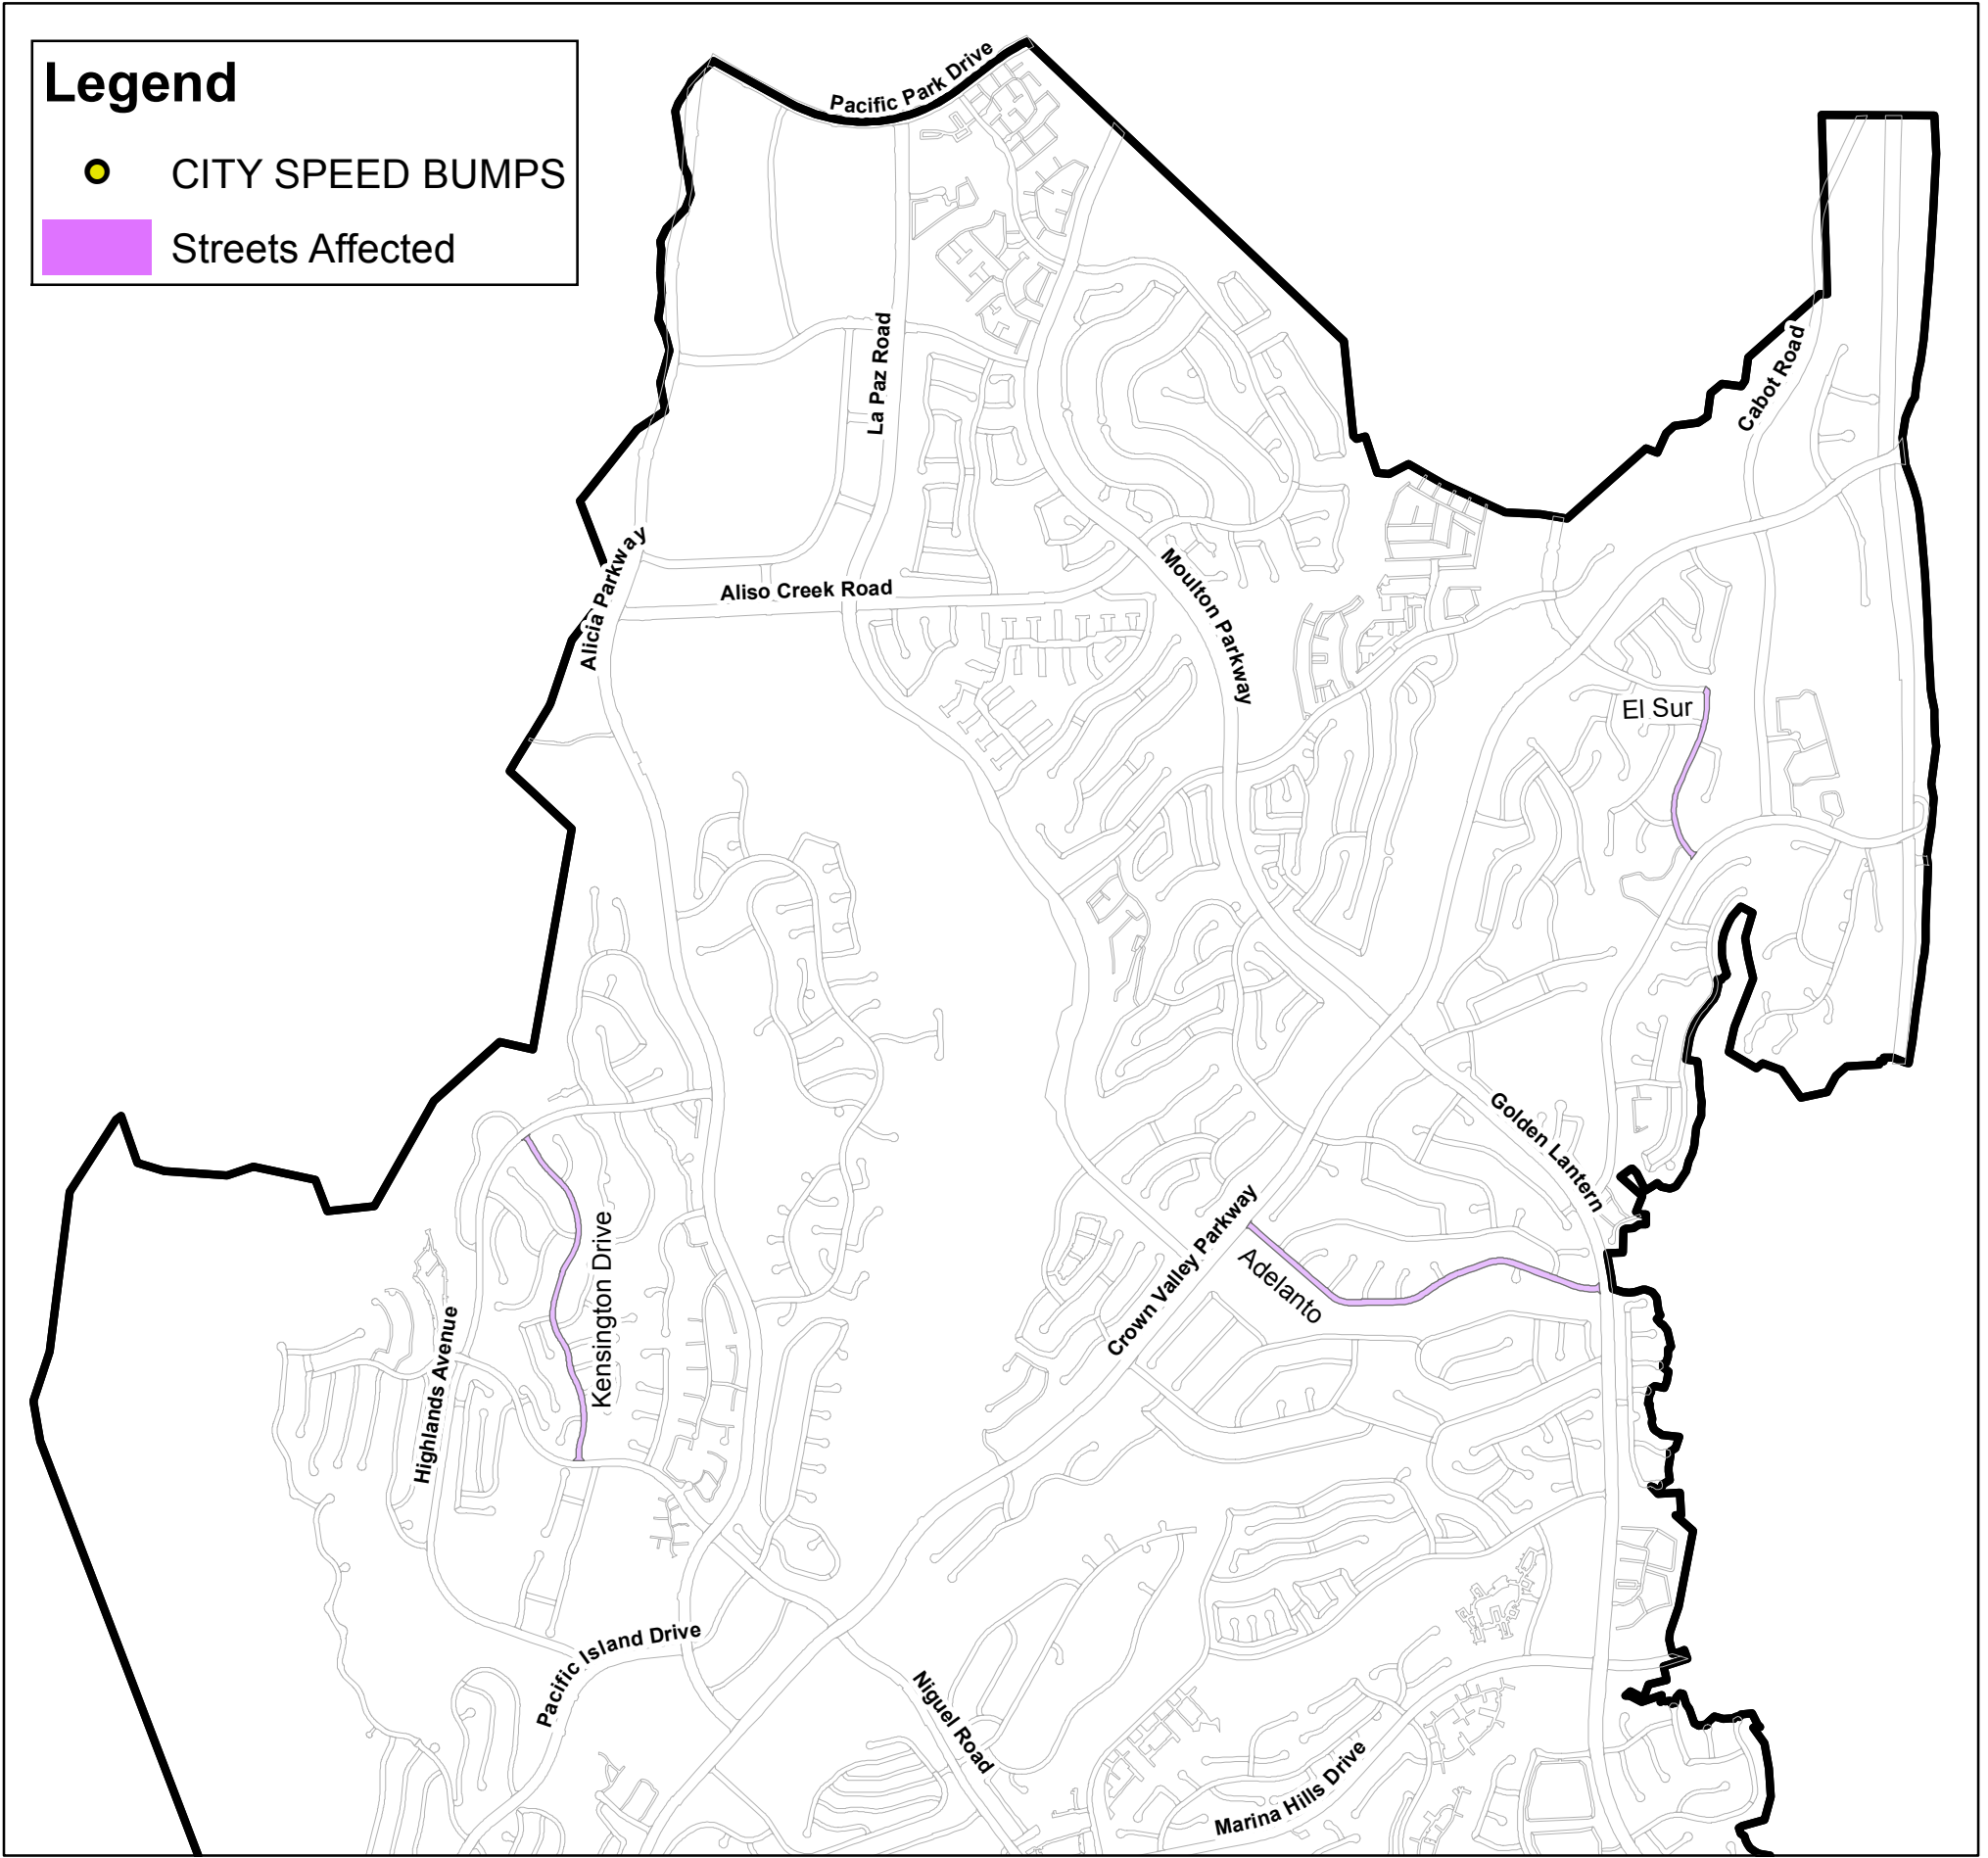 Legend
CITY SPEED BUMPS
Streets Affected
Pacific Park Drive
La Paz Road
Cabot Road
Alicia Parkway
Aliso Creek Road
Moulton Parkway
El Sur
Golden Lantern
Kensington Drive
Crown Valley Parkway
Adelanto
Highlands Avenue
Pacific Island Drive
Niguel Road
Marina Hills Drive